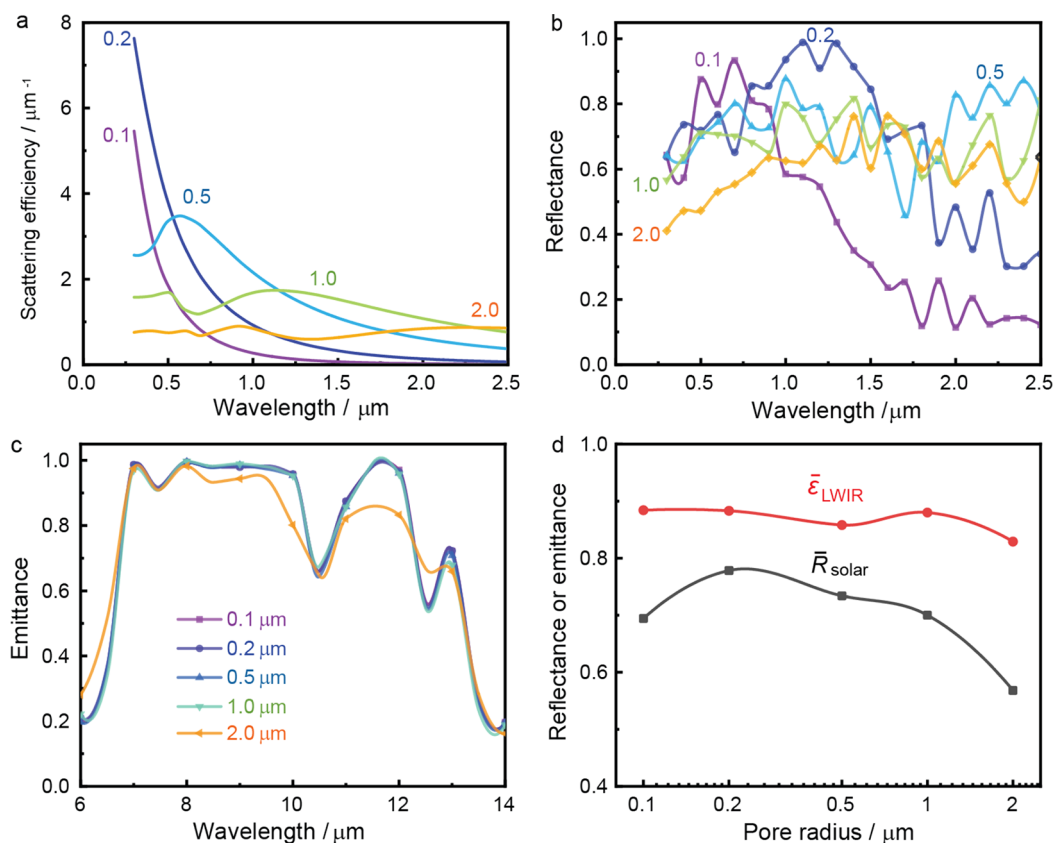 a
Scattering efficiency / μm⁻¹
8
6
4
2
0
0.2
0.1
0.5
1.0
2.0
0.0 0.5 1.0 1.5 2.0 2.5
Wavelength / μm
b
Reflectance
1.0
0.8
0.6
0.4
0.2
0.0
0.1
0.2
0.5
1.0
2.0
0.0 0.5 1.0 1.5 2.0 2.5
Wavelength / μm
c
Emittance
1.0
0.8
0.6
0.4
0.2
0.0
0.1 μm
0.2 μm
0.5 μm
1.0 μm
2.0 μm
6 8 10 12 14
Wavelength / μm
d
Reflectance or emittance
1.0
0.8
0.6
0.4
ε̄LWIR
R̄solar
0.1 0.2 0.5 1 2
Pore radius / μm